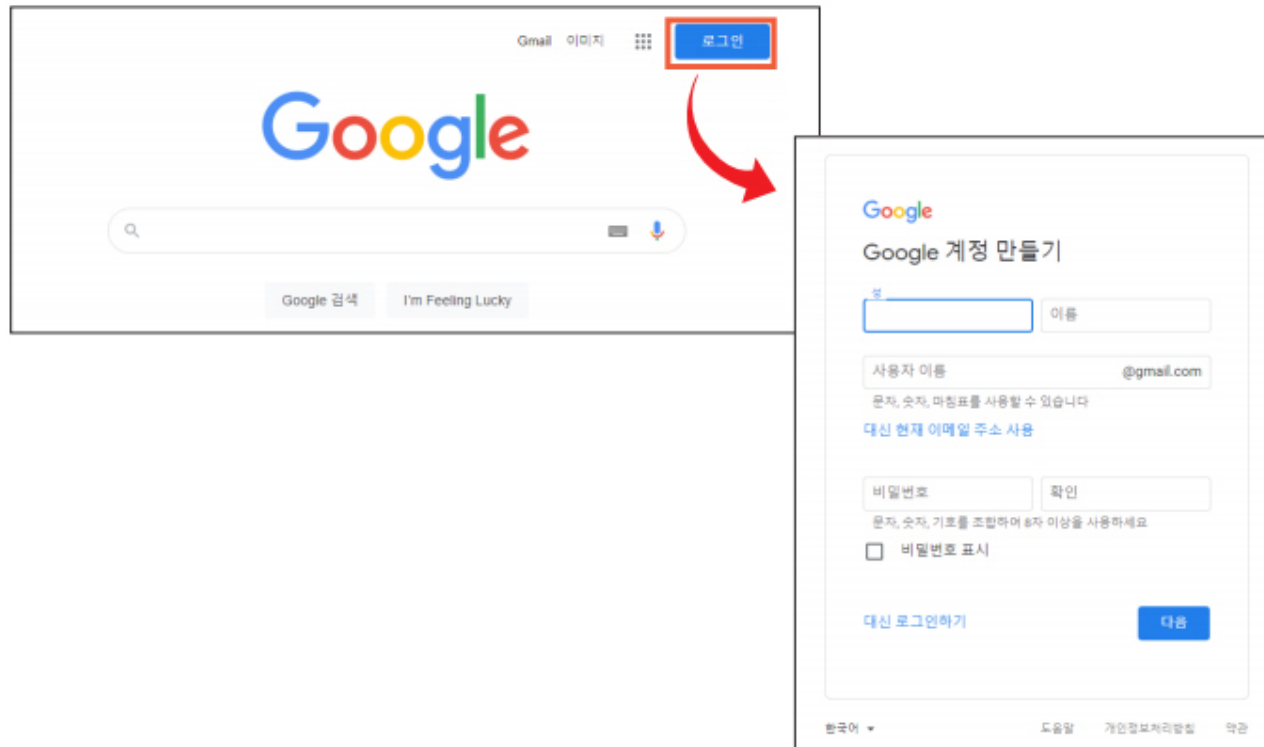 Gmail 이미지 로그인
Google
Google 검색 I'm Feeling Lucky
Google
Google 계정 만들기
성
이름
사용자 이름 @gmail.com
문자, 숫자, 마침표를 사용할 수 있습니다
대신 현재 이메일 주소 사용
비밀번호 확인
문자, 숫자, 기호를 조합하여 8자 이상을 사용하세요
비밀번호 표시
대신 로그인하기 다음
한국어 도움말 개인정보처리방침 약관